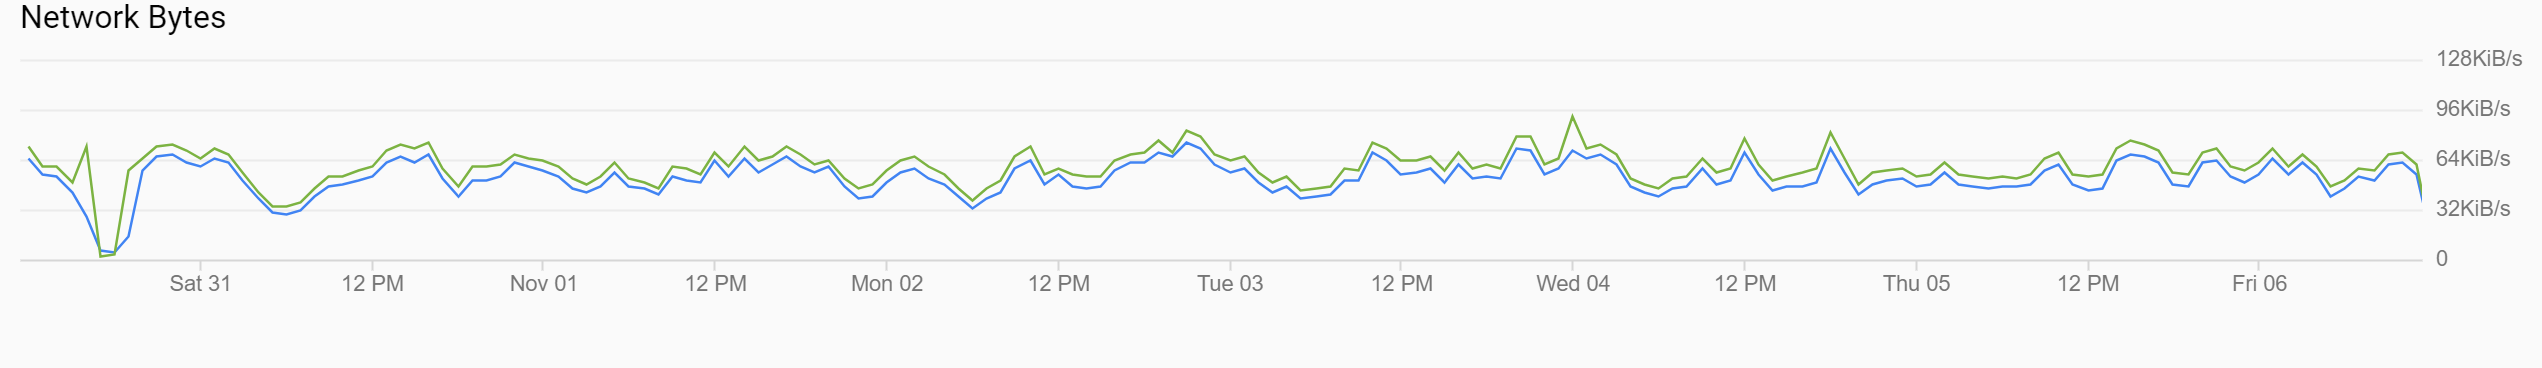 Network Bytes
128KiB/s
96KiB/s
64KiB/s
32KiB/s
0
Sat 31 12 PM Nov 01 12 PM Mon 02 12 PM Tue 03 12 PM Wed 04 12 PM Thu 05 12 PM Fri 06